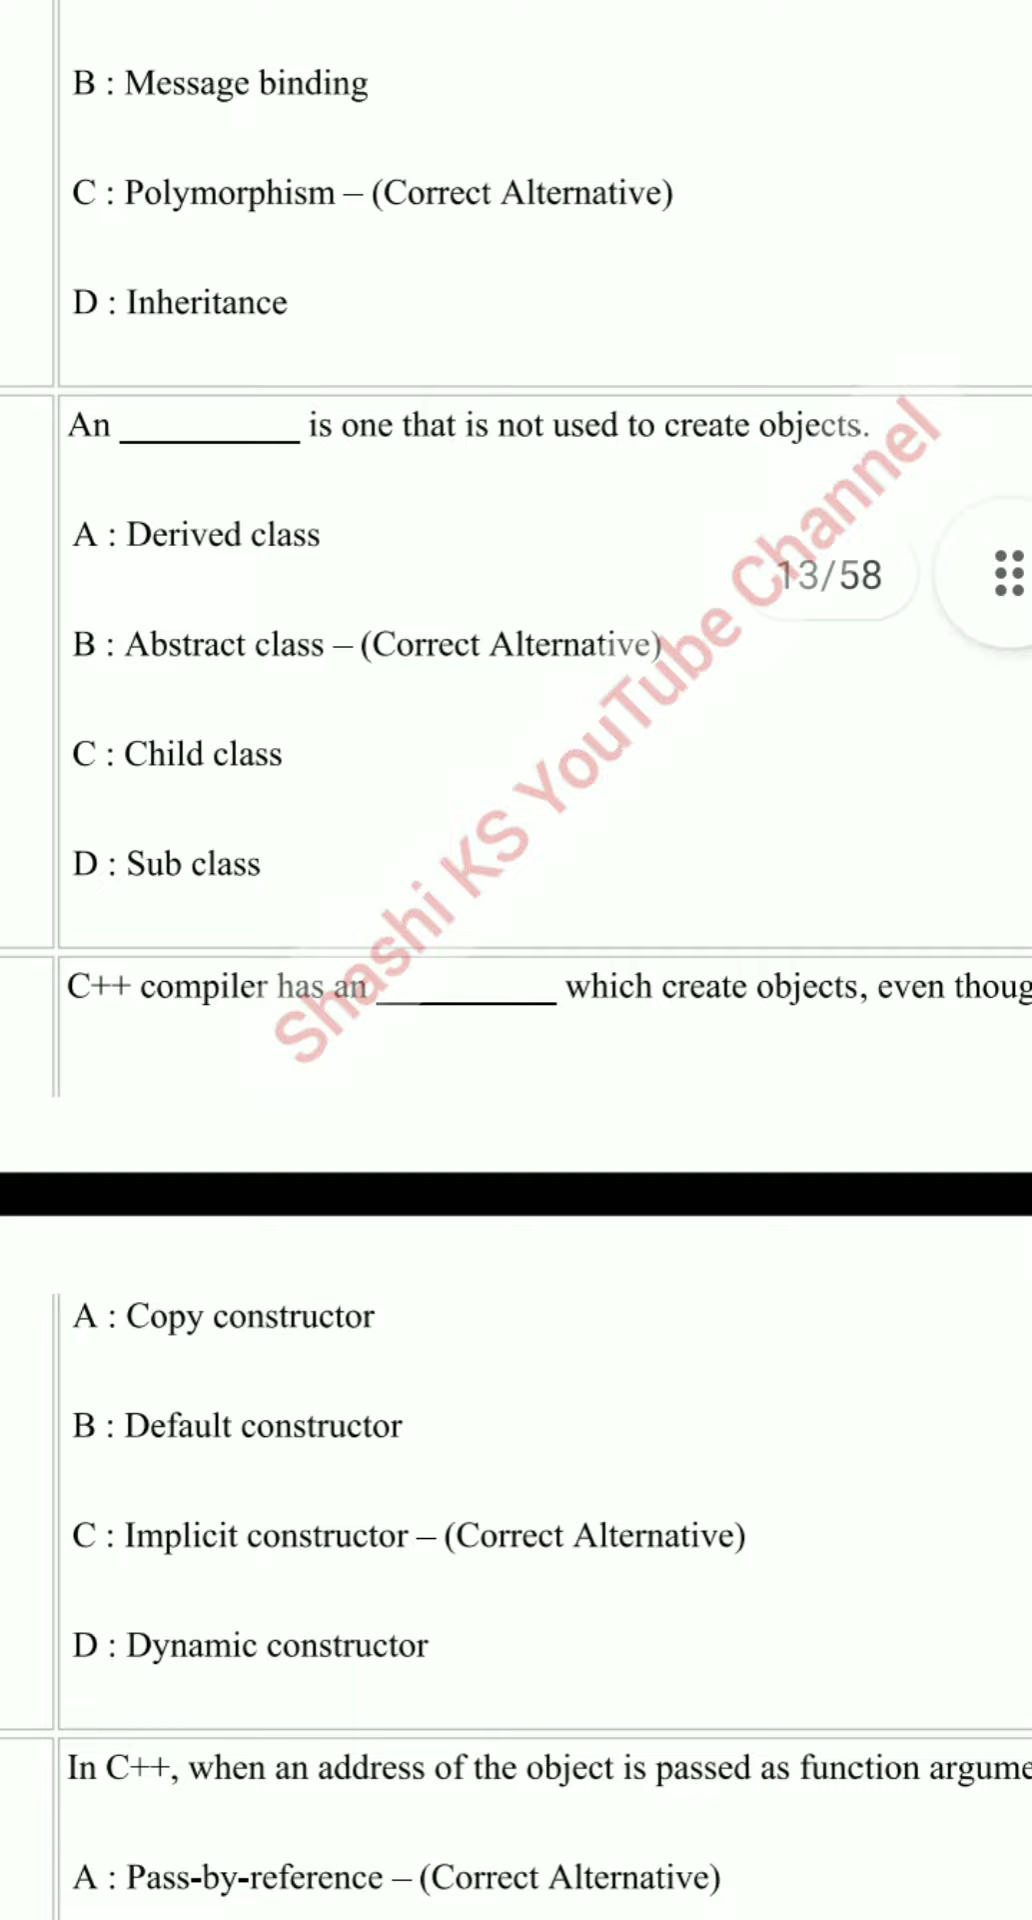 B : Message binding
C : Polymorphism – (Correct Alternative)
D : Inheritance
An __________ is one that is not used to create objects.
A : Derived class
13/58
B : Abstract class – (Correct Alternative)
C : Child class
D : Sub class
Shashi KS YouTube Channel
C++ compiler has an __________ which create objects, even thoug
A : Copy constructor
B : Default constructor
C : Implicit constructor – (Correct Alternative)
D : Dynamic constructor
In C++, when an address of the object is passed as function argume
A : Pass-by-reference – (Correct Alternative)